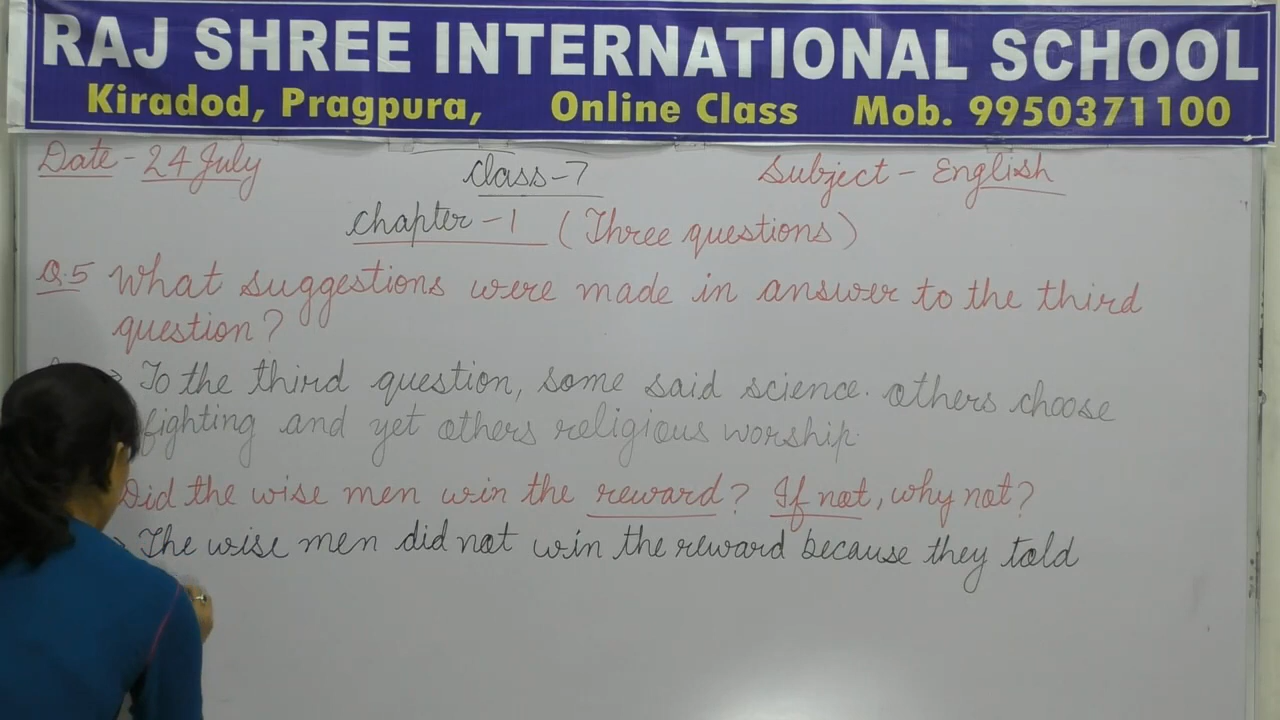 RAJ SHREE INTERNATIONAL SCHOOL
Kiradod, Pragpura, Online Class Mob. 9950371100
Date - 24 July Class-7 Subject - English
Chapter - 1 (Three questions)
Q.5 What suggestions were made in answer to the third
question?
To the third question, some said science. others choose
fighting and yet others religious worship.
Did the wise men win the reward? If not, why not?
The wise men did not win the reward because they told